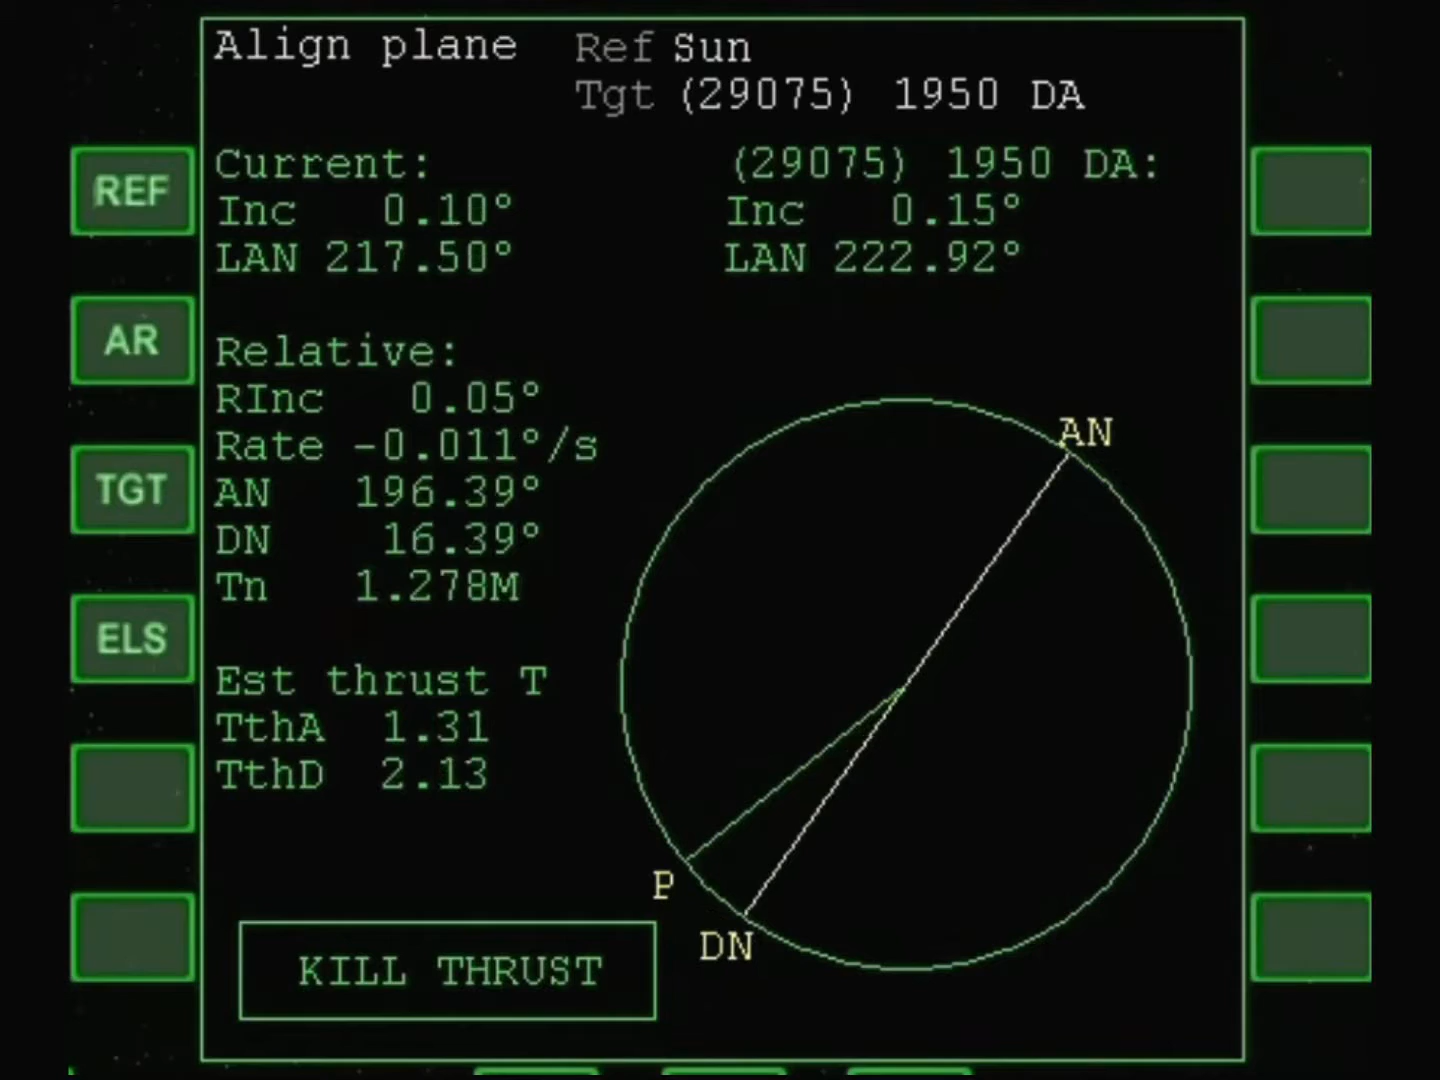 Align plane Ref Sun
Tgt (29075) 1950 DA
Current: (29075) 1950 DA:
REF
Inc 0.10° Inc 0.15°
LAN 217.50° LAN 222.92°
AR
Relative:
RInc 0.05°
Rate -0.011°/s
AN
TGT
AN 196.39°
DN 16.39°
Tn 1.278M
ELS
Est thrust T
TthA 1.31
TthD 2.13
P
DN
KILL THRUST